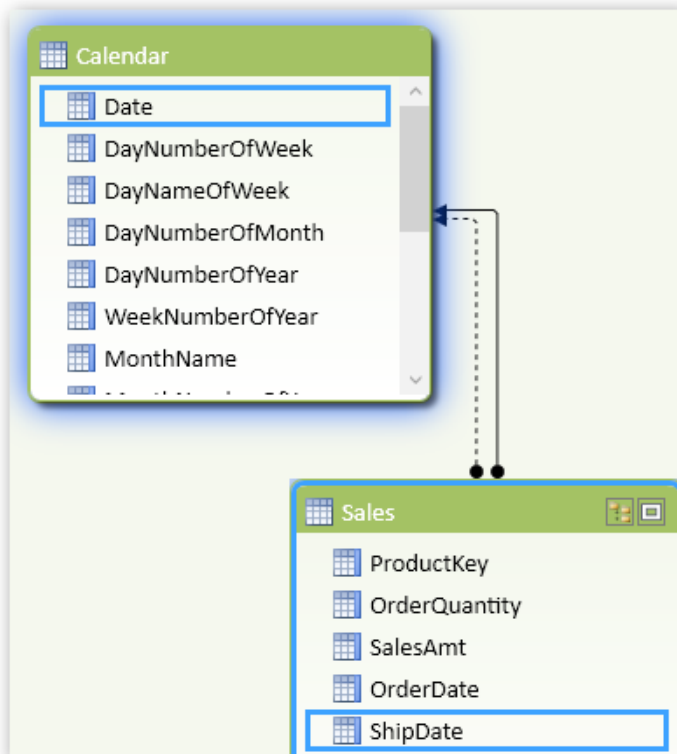 Calendar
Date
DayNumberOfWeek
DayNameOfWeek
DayNumberOfMonth
DayNumberOfYear
WeekNumberOfYear
MonthName
Sales
ProductKey
OrderQuantity
SalesAmt
OrderDate
ShipDate